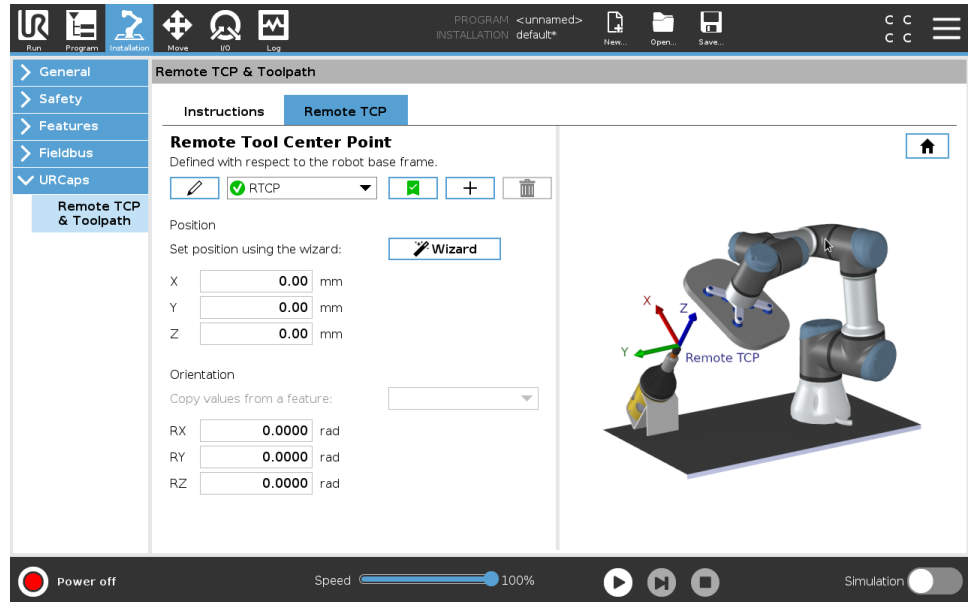 PROGRAM <unnamed>
INSTALLATION default*
Run Program Installation Move I/O Log New... Open... Save...
C C
C C
General
Safety
Features
Fieldbus
URCaps
Remote TCP
& Toolpath
Remote TCP & Toolpath
Instructions Remote TCP
Remote Tool Center Point
Defined with respect to the robot base frame.
RTCP
Position
Set position using the wizard: Wizard
X 0.00 mm
Y 0.00 mm
Z 0.00 mm
Orientation
Copy values from a feature:
RX 0.0000 rad
RY 0.0000 rad
RZ 0.0000 rad
X
Z
Y
Remote TCP
Power off Speed 100% Simulation